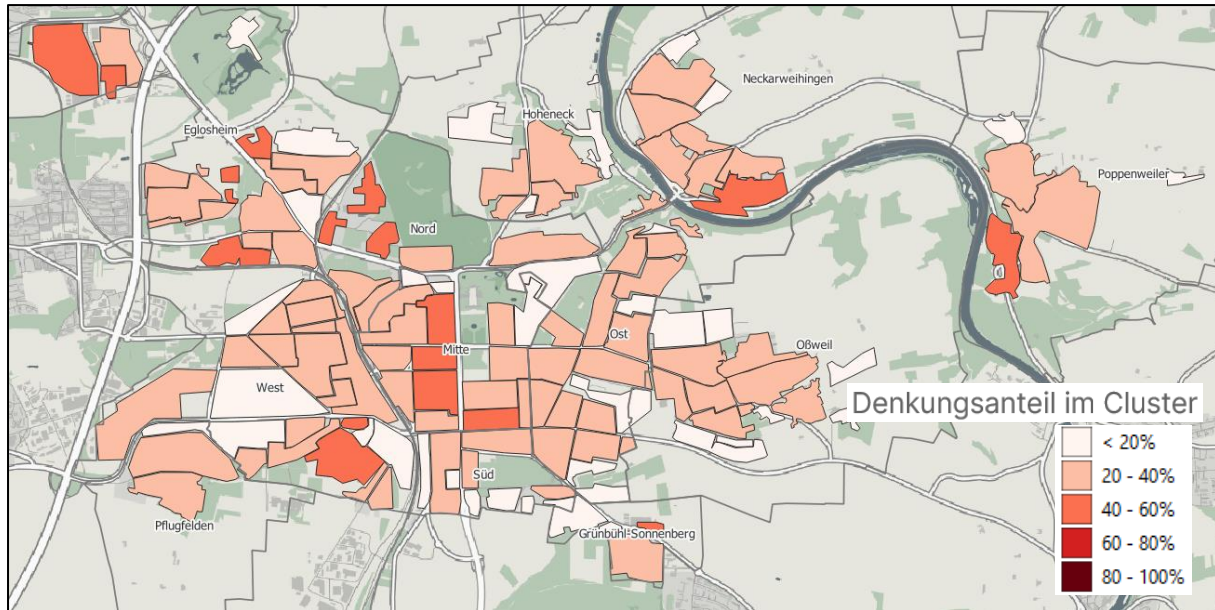 Neckarweihingen
Hoheneck
Eglosheim
Poppenweiler
Nord
Ost
Oßweil
Mitte
West
Denkungsanteil im Cluster
< 20%
20 - 40%
40 - 60%
60 - 80%
80 - 100%
Süd
Pflugfelden
Grünbühl-Sonnenberg